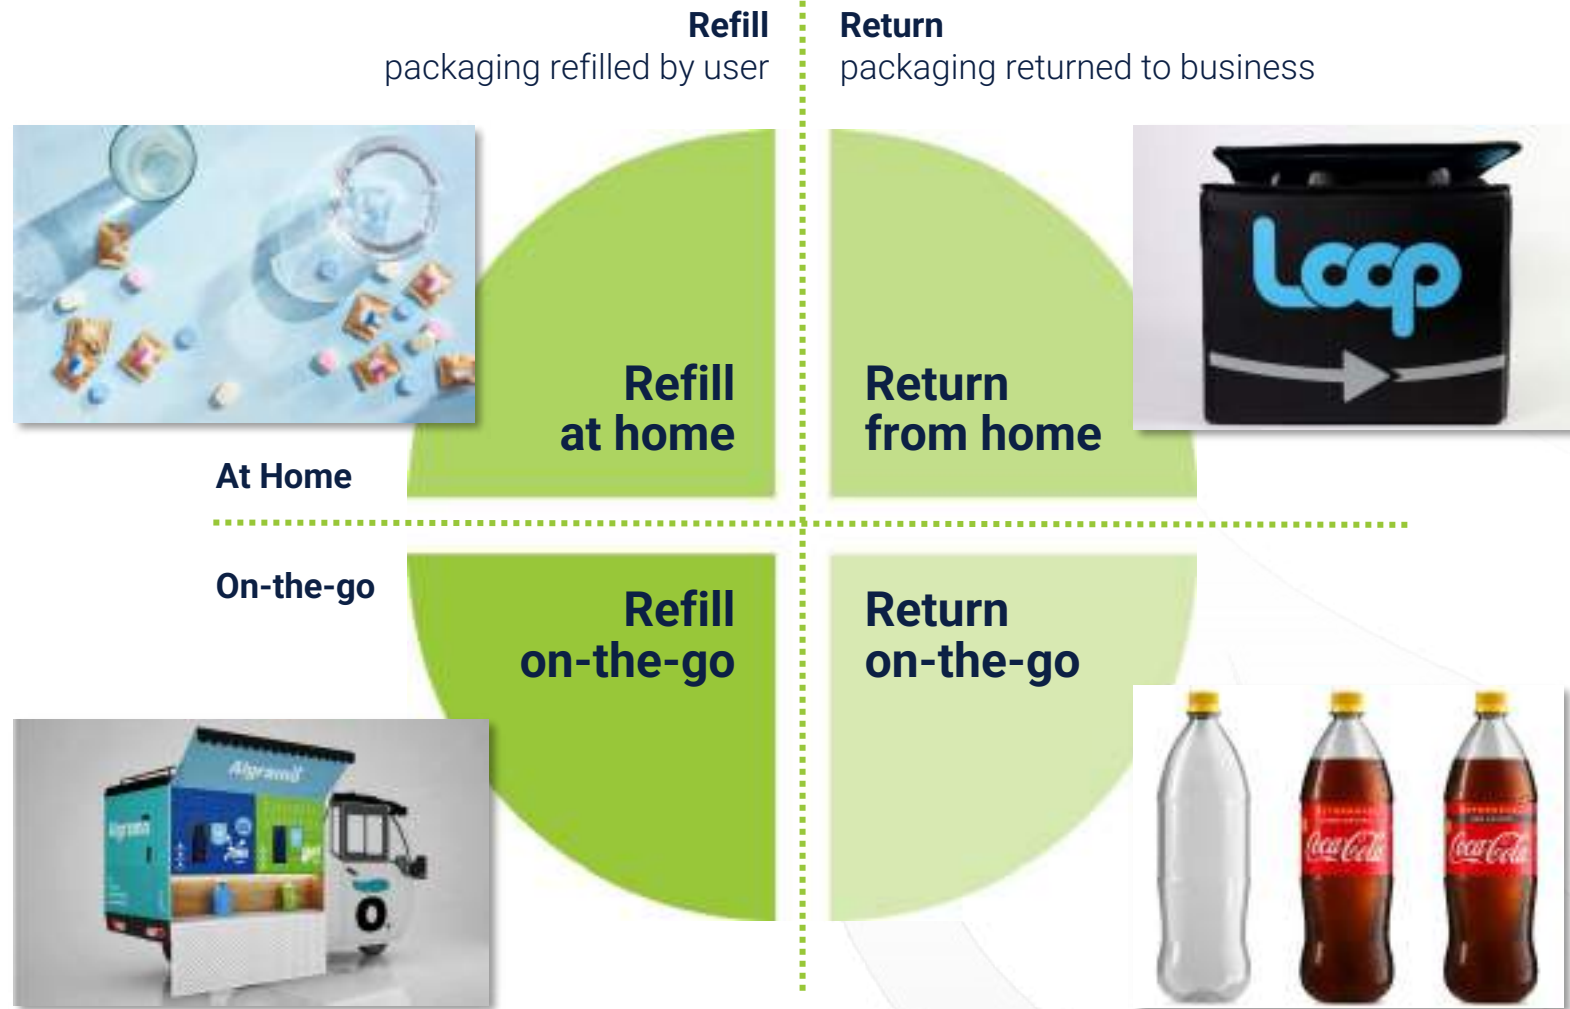 Refill
packaging refilled by user
Return
packaging returned to business
Loop
Refill
at home
Return
from home
At Home
On-the-go
Refill
on-the-go
Return
on-the-go
Algramo
Algramo
Coca-Cola
Coca-Cola